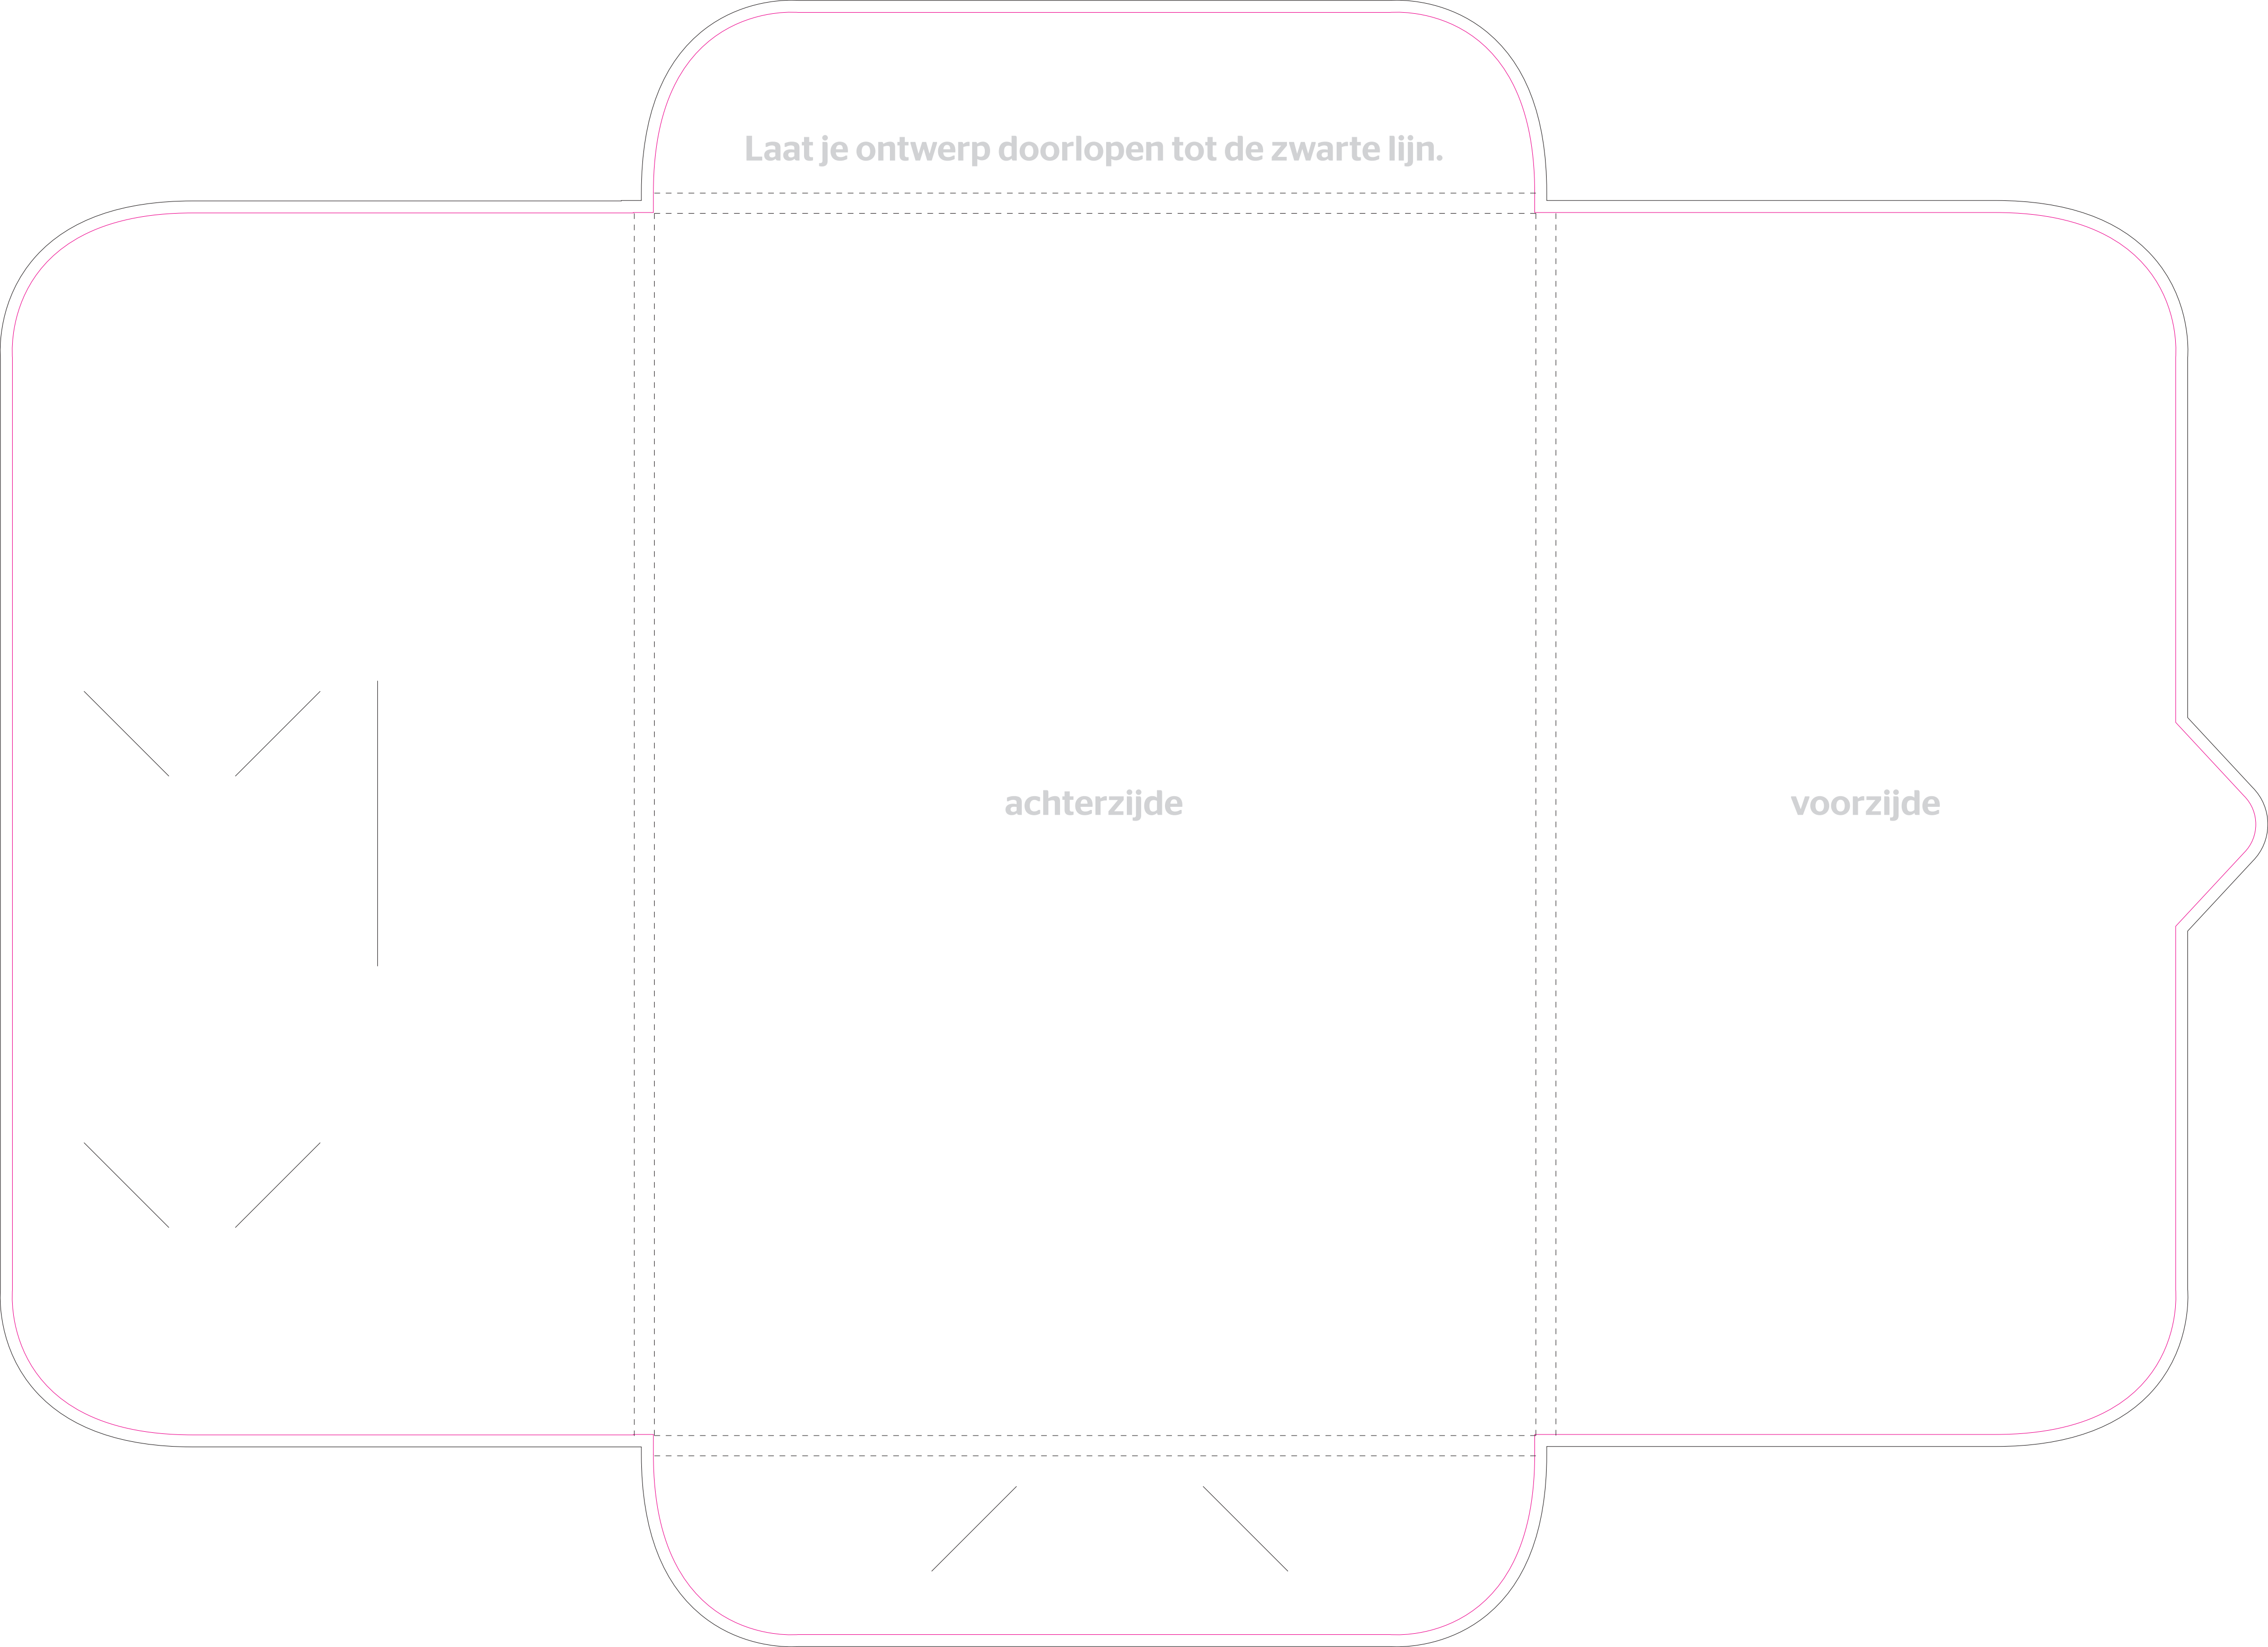 Laat je ontwerp doorlopen tot de zwarte lijn.
achterzijde
voorzijde